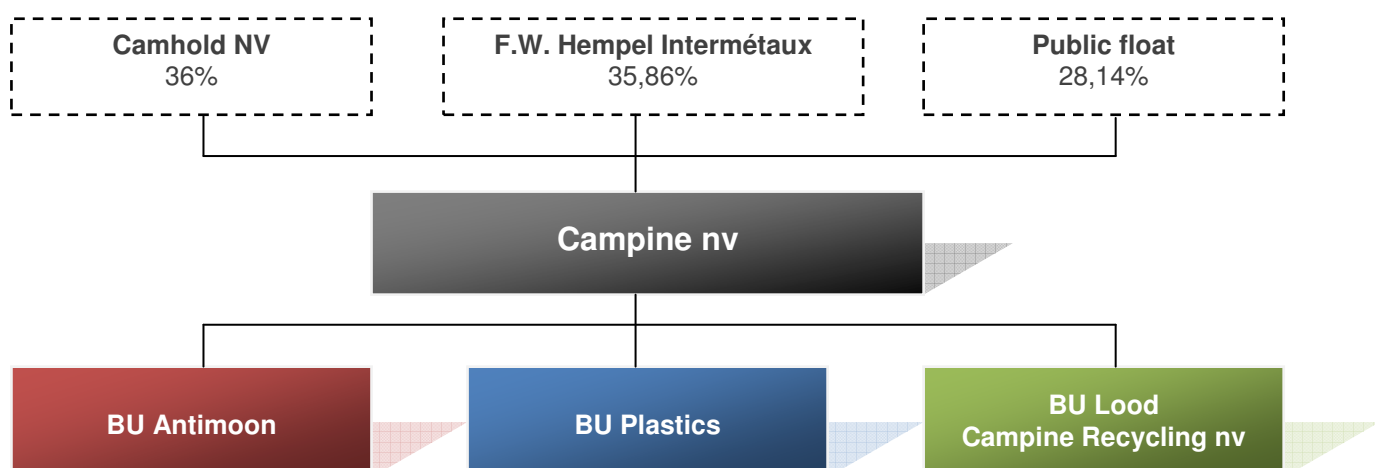 Camhold NV
36%
F.W. Hempel Intermétaux
35,86%
Public float
28,14%
Campine nv
BU Antimoon
BU Plastics
BU Lood
Campine Recycling nv